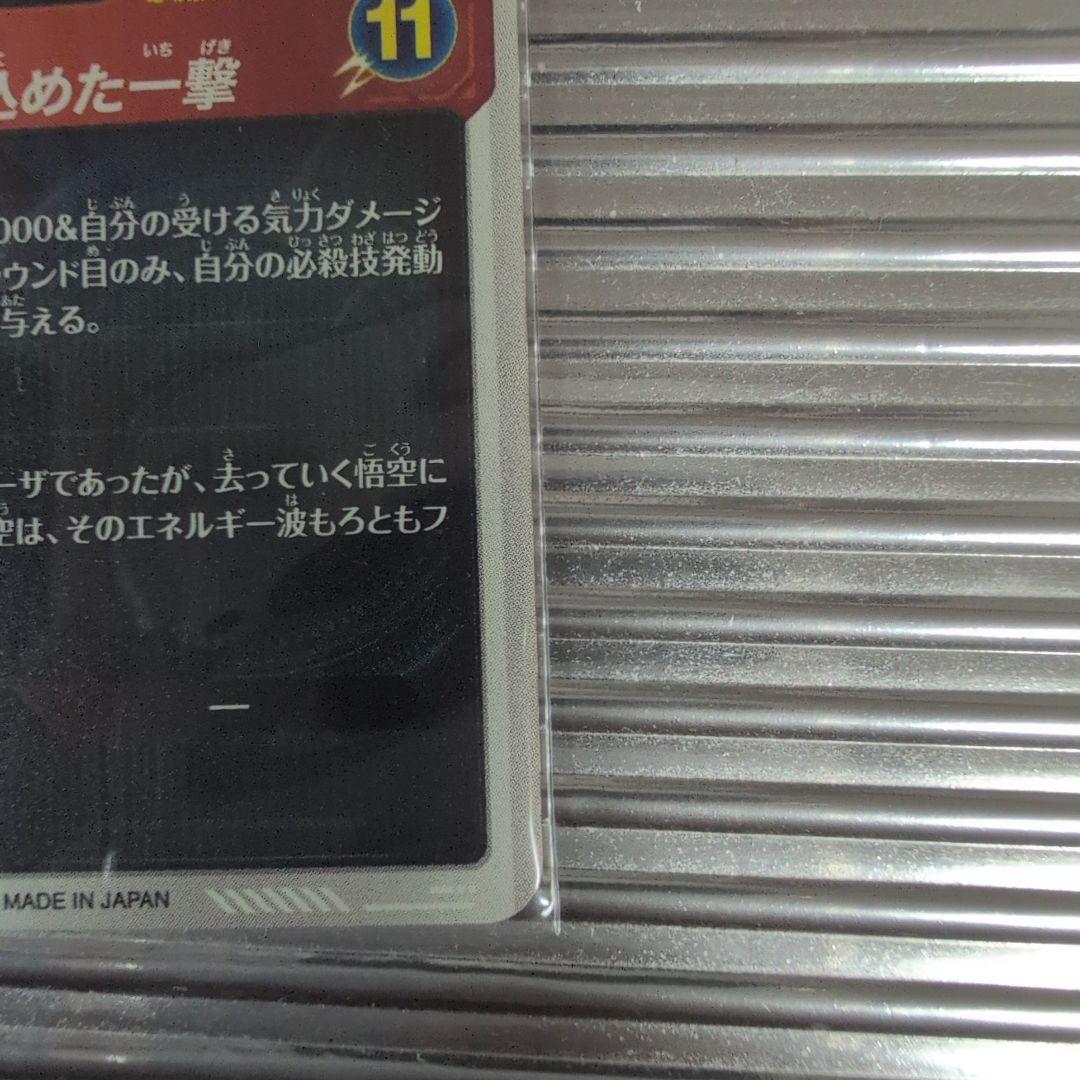 11
込めた一撃
000&自分の受ける気力ダメージ
ウンド目のみ、自分の必殺技発動
与える。
ーザであったが、去っていく悟空に
空は、そのエネルギー波もろともフ
—
MADE IN JAPAN